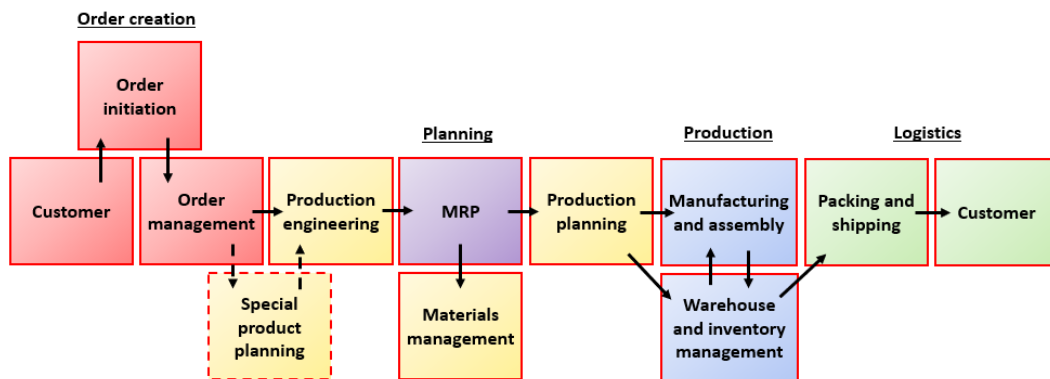 Order creation
Order
initiation
Planning
Production
Logistics
Customer
Order
management
Production
engineering
MRP
Production
planning
Manufacturing
and assembly
Packing and
shipping
Customer
Special
product
planning
Materials
management
Warehouse
and inventory
management